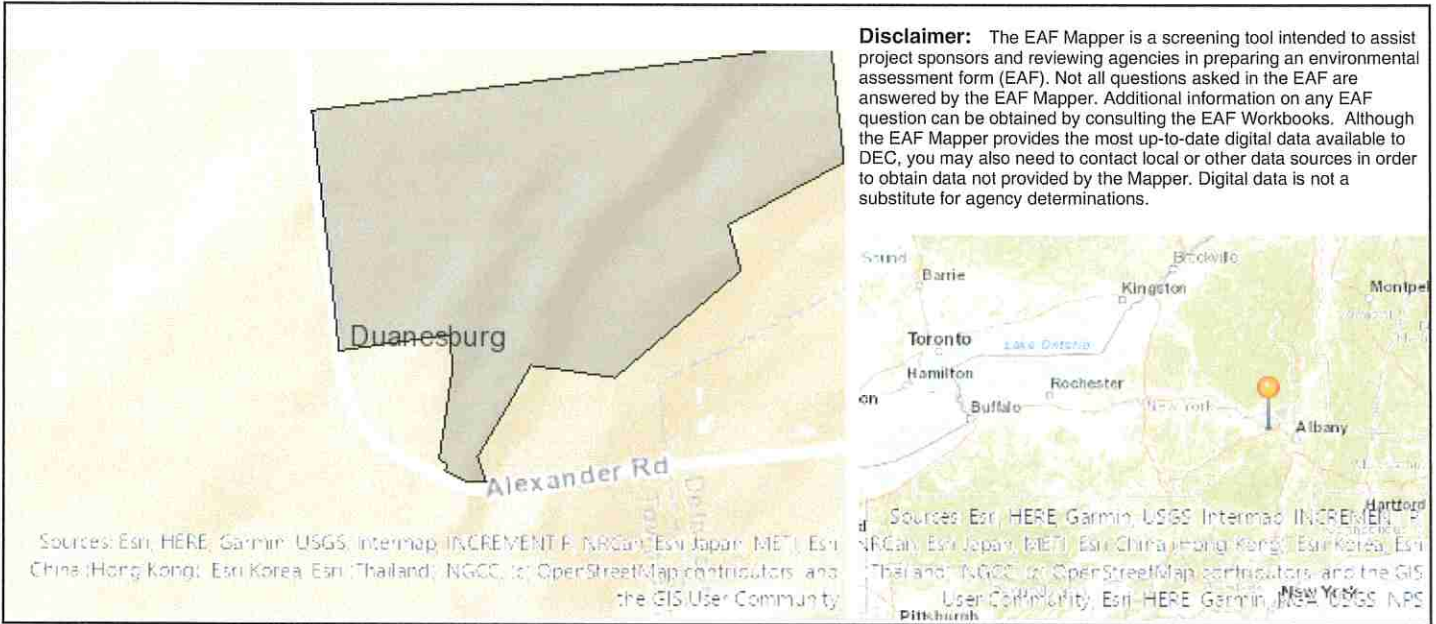 Disclaimer: The EAF Mapper is a screening tool intended to assist
project sponsors and reviewing agencies in preparing an environmental
assessment form (EAF). Not all questions asked in the EAF are
answered by the EAF Mapper. Additional information on any EAF
question can be obtained by consulting the EAF Workbooks. Although
the EAF Mapper provides the most up-to-date digital data available to
DEC, you may also need to contact local or other data sources in order
to obtain data not provided by the Mapper. Digital data is not a
substitute for agency determinations.
Duanesburg
Alexander Rd
Sources: Esri, HERE, Garmin, USGS, Intermap, INCREMENT P, NRCan, Esri Japan, METI, Esri
China (Hong Kong), Esri Korea, Esri (Thailand), NGCC, (c) OpenStreetMap contributors, and
the GIS User Community
Sound
Barrie
Brockville
Kingston
Montpel
Toronto
Lake Ontario
Hamilton
Rochester
on
Buffalo
New York
Albany
Hartford
d
Sources: Esri, HERE, Garmin, USGS, Intermap, INCREMENT P,
NRCan, Esri Japan, METI, Esri China (Hong Kong), Esri Korea, Esri
(Thailand), NGCC, (c) OpenStreetMap contributors, and the GIS
User Community, Esri, HERE, Garmin, NGA, USGS, NPS
New York
Pittsburgh